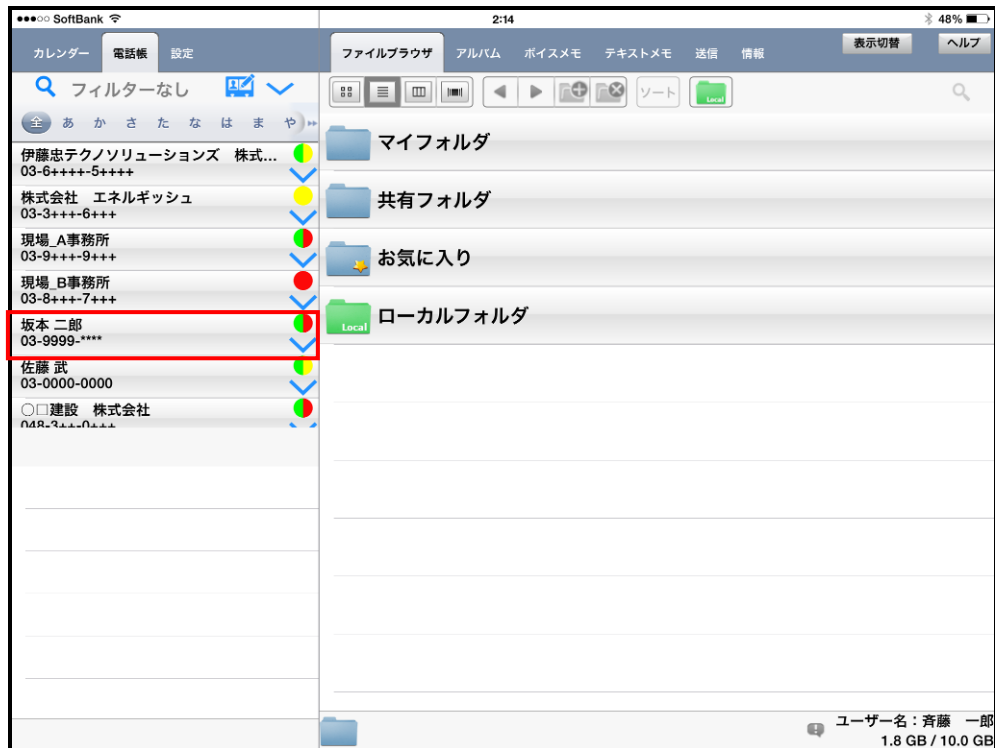 ●●●○○ SoftBank
2:14
48%
カレンダー
電話帳
設定
ファイルブラウザ
アルバム
ボイスメモ
テキストメモ
送信
情報
表示切替
ヘルプ
フィルターなし
ソート
Local
全 あ か さ た な は ま や
伊藤忠テクノソリューションズ 株式...
03-6++++-5++++
株式会社 エネルギッシュ
03-3+++-6+++
現場_A事務所
03-9+++-9+++
現場_B事務所
03-8+++-7+++
坂本 二郎
03-9999-****
佐藤 武
03-0000-0000
〇□建設 株式会社
048-3++-0+++
マイフォルダ
共有フォルダ
お気に入り
Local
ローカルフォルダ
ユーザー名：斉藤 一郎
1.8 GB / 10.0 GB